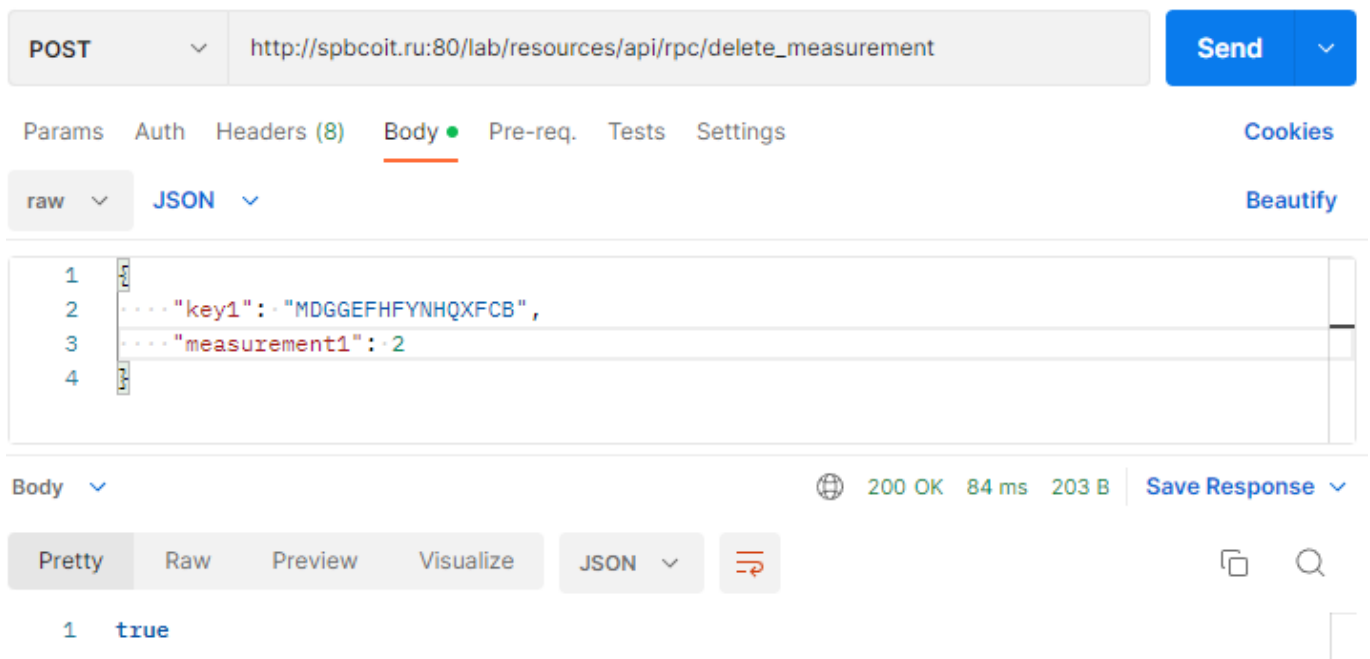 POST http://spbcoit.ru:80/lab/resources/api/rpc/delete_measurement Send
Params Auth Headers (8) Body Pre-req. Tests Settings Cookies
raw JSON Beautify
1 {
2 "key1": "MDGGEFHFYNHQXFCB",
3 "measurement1": 2
4 }
Body 200 OK 84 ms 203 B Save Response
Pretty Raw Preview Visualize JSON
1 true